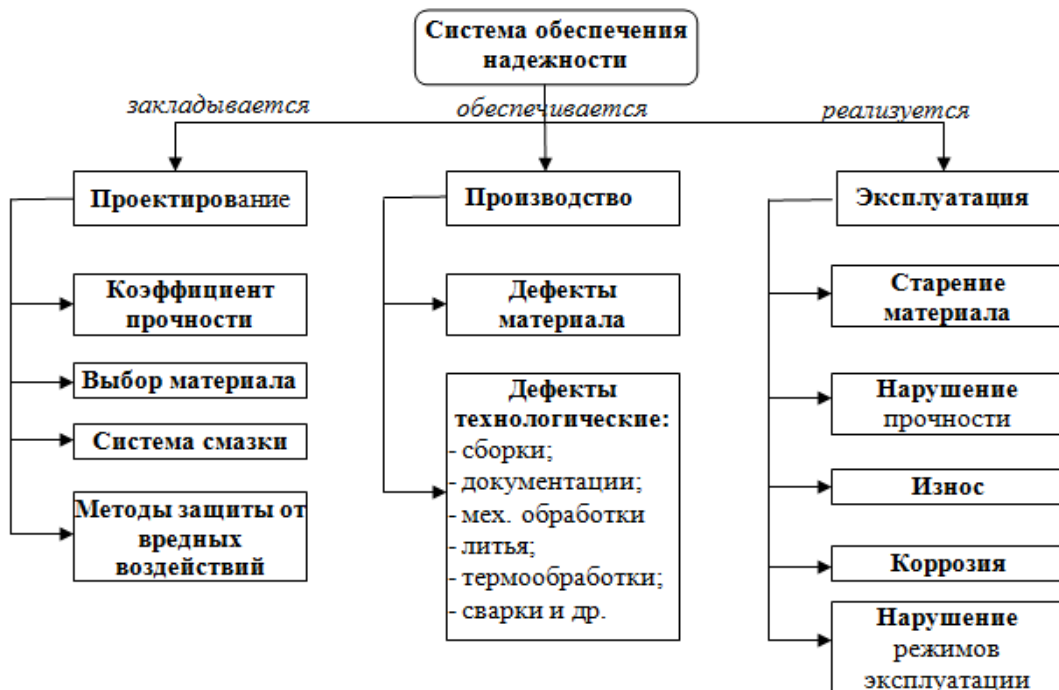 Система обеспечения
надежности
закладывается
обеспечивается
реализуется
Проектирование
Коэффициент
прочности
Выбор материала
Система смазки
Методы защиты от
вредных
воздействий
Производство
Дефекты
материала
Дефекты
технологические:
- сборки;
- документации;
- мех. обработки
- литья;
- термообработки;
- сварки и др.
Эксплуатация
Старение
материала
Нарушение
прочности
Износ
Коррозия
Нарушение
режимов
эксплуатации